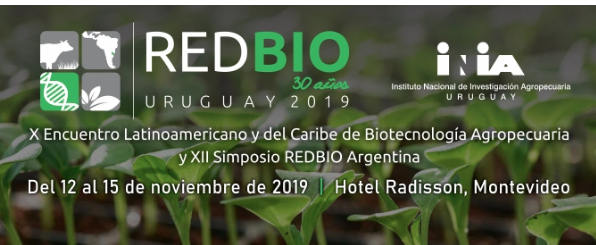 REDBIO
30 años
URUGUAY 2019
inia
Instituto Nacional de Investigación Agropecuaria
URUGUAY
X Encuentro Latinoamericano y del Caribe de Biotecnología Agropecuaria
y XII Simposio REDBIO Argentina
Del 12 al 15 de noviembre de 2019 | Hotel Radisson, Montevideo